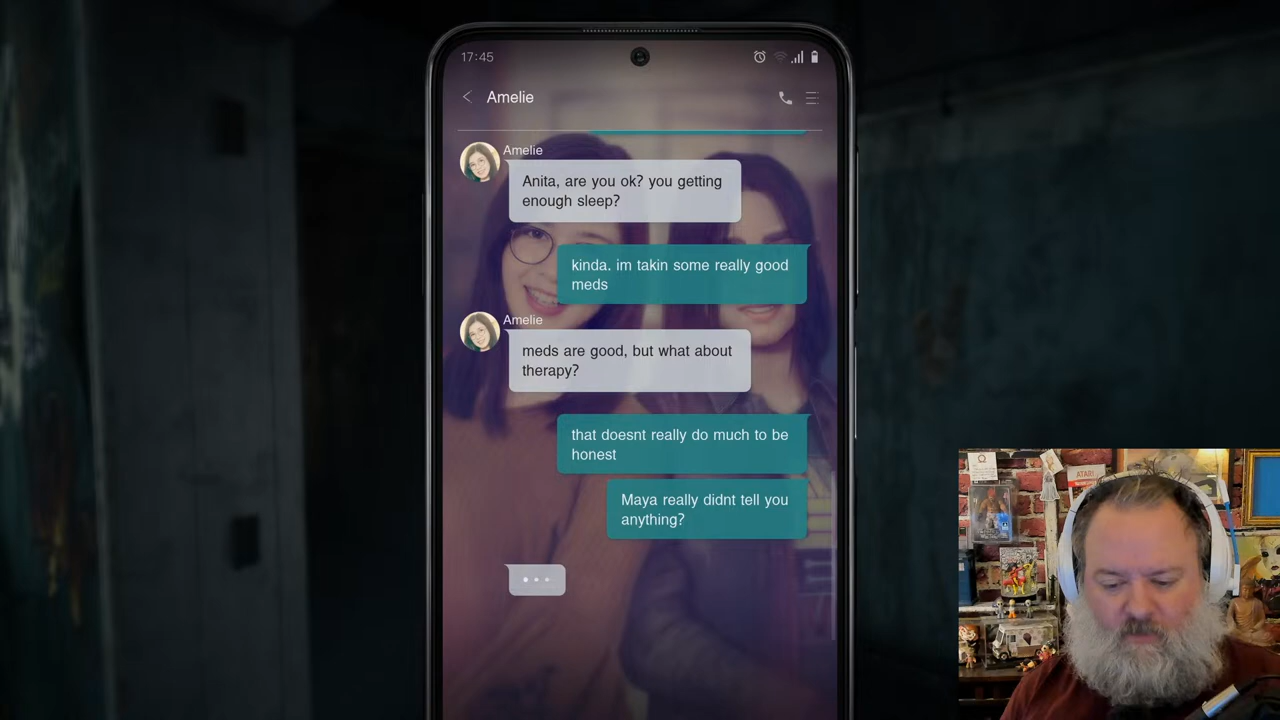 17:45
Amelie
Amelie
Anita, are you ok? you getting
enough sleep?
kinda. im takin some really good
meds
Amelie
meds are good, but what about
therapy?
that doesnt really do much to be
honest
Maya really didnt tell you
anything?
ATARI